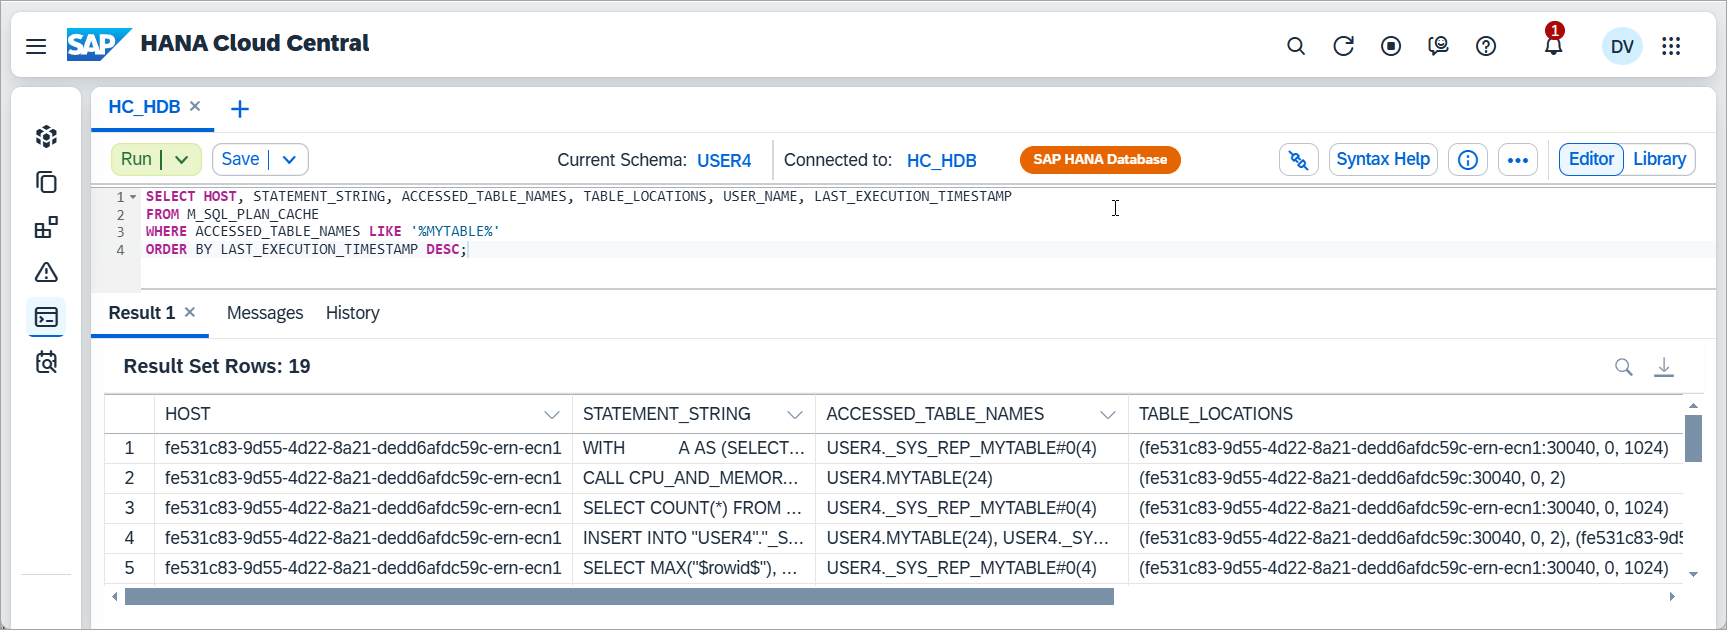 SAP HANA Cloud Central
1
DV
HC_HDB
Run
Save
Current Schema: USER4
Connected to: HC_HDB
SAP HANA Database
Syntax Help
Editor
Library
1 SELECT HOST, STATEMENT_STRING, ACCESSED_TABLE_NAMES, TABLE_LOCATIONS, USER_NAME, LAST_EXECUTION_TIMESTAMP
2 FROM M_SQL_PLAN_CACHE
3 WHERE ACCESSED_TABLE_NAMES LIKE '%MYTABLE%'
4 ORDER BY LAST_EXECUTION_TIMESTAMP DESC;
Result 1 Messages History
Result Set Rows: 19
HOST STATEMENT_STRING ACCESSED_TABLE_NAMES TABLE_LOCATIONS
1 fe531c83-9d55-4d22-8a21-dedd6afdc59c-ern-ecn1 WITH A AS (SELECT... USER4._SYS_REP_MYTABLE#0(4) (fe531c83-9d55-4d22-8a21-dedd6afdc59c-ern-ecn1:30040, 0, 1024)
2 fe531c83-9d55-4d22-8a21-dedd6afdc59c-ern-ecn1 CALL CPU_AND_MEMOR... USER4.MYTABLE(24) (fe531c83-9d55-4d22-8a21-dedd6afdc59c:30040, 0, 2)
3 fe531c83-9d55-4d22-8a21-dedd6afdc59c-ern-ecn1 SELECT COUNT(*) FROM ... USER4._SYS_REP_MYTABLE#0(4) (fe531c83-9d55-4d22-8a21-dedd6afdc59c-ern-ecn1:30040, 0, 1024)
4 fe531c83-9d55-4d22-8a21-dedd6afdc59c-ern-ecn1 INSERT INTO "USER4"."_S... USER4.MYTABLE(24), USER4._SY... (fe531c83-9d55-4d22-8a21-dedd6afdc59c:30040, 0, 2), (fe531c83-9d5
5 fe531c83-9d55-4d22-8a21-dedd6afdc59c-ern-ecn1 SELECT MAX("$rowid$"), ... USER4._SYS_REP_MYTABLE#0(4) (fe531c83-9d55-4d22-8a21-dedd6afdc59c-ern-ecn1:30040, 0, 1024)